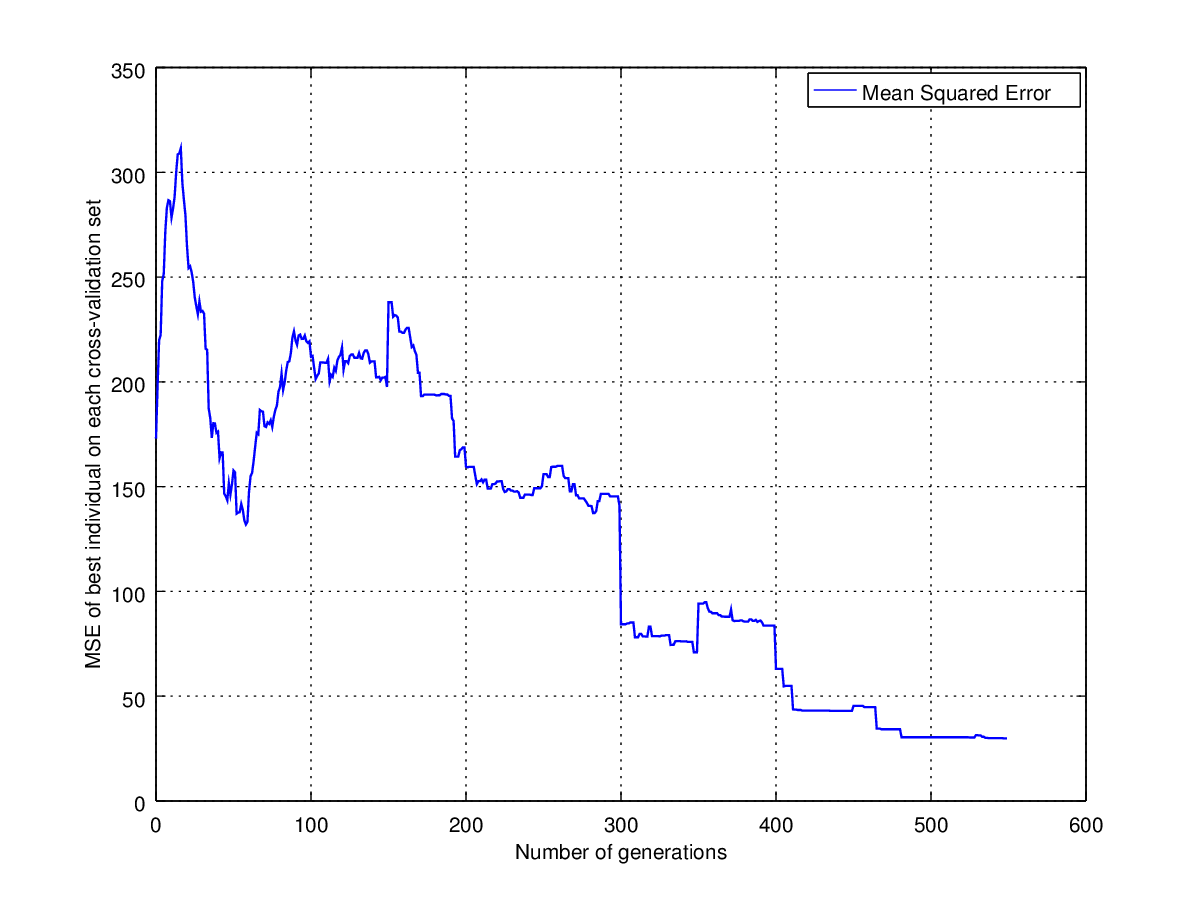 350
300
250
200
150
100
50
0
0 100 200 300 400 500 600
Number of generations
MSE of best individual on each cross-validation set
Mean Squared Error